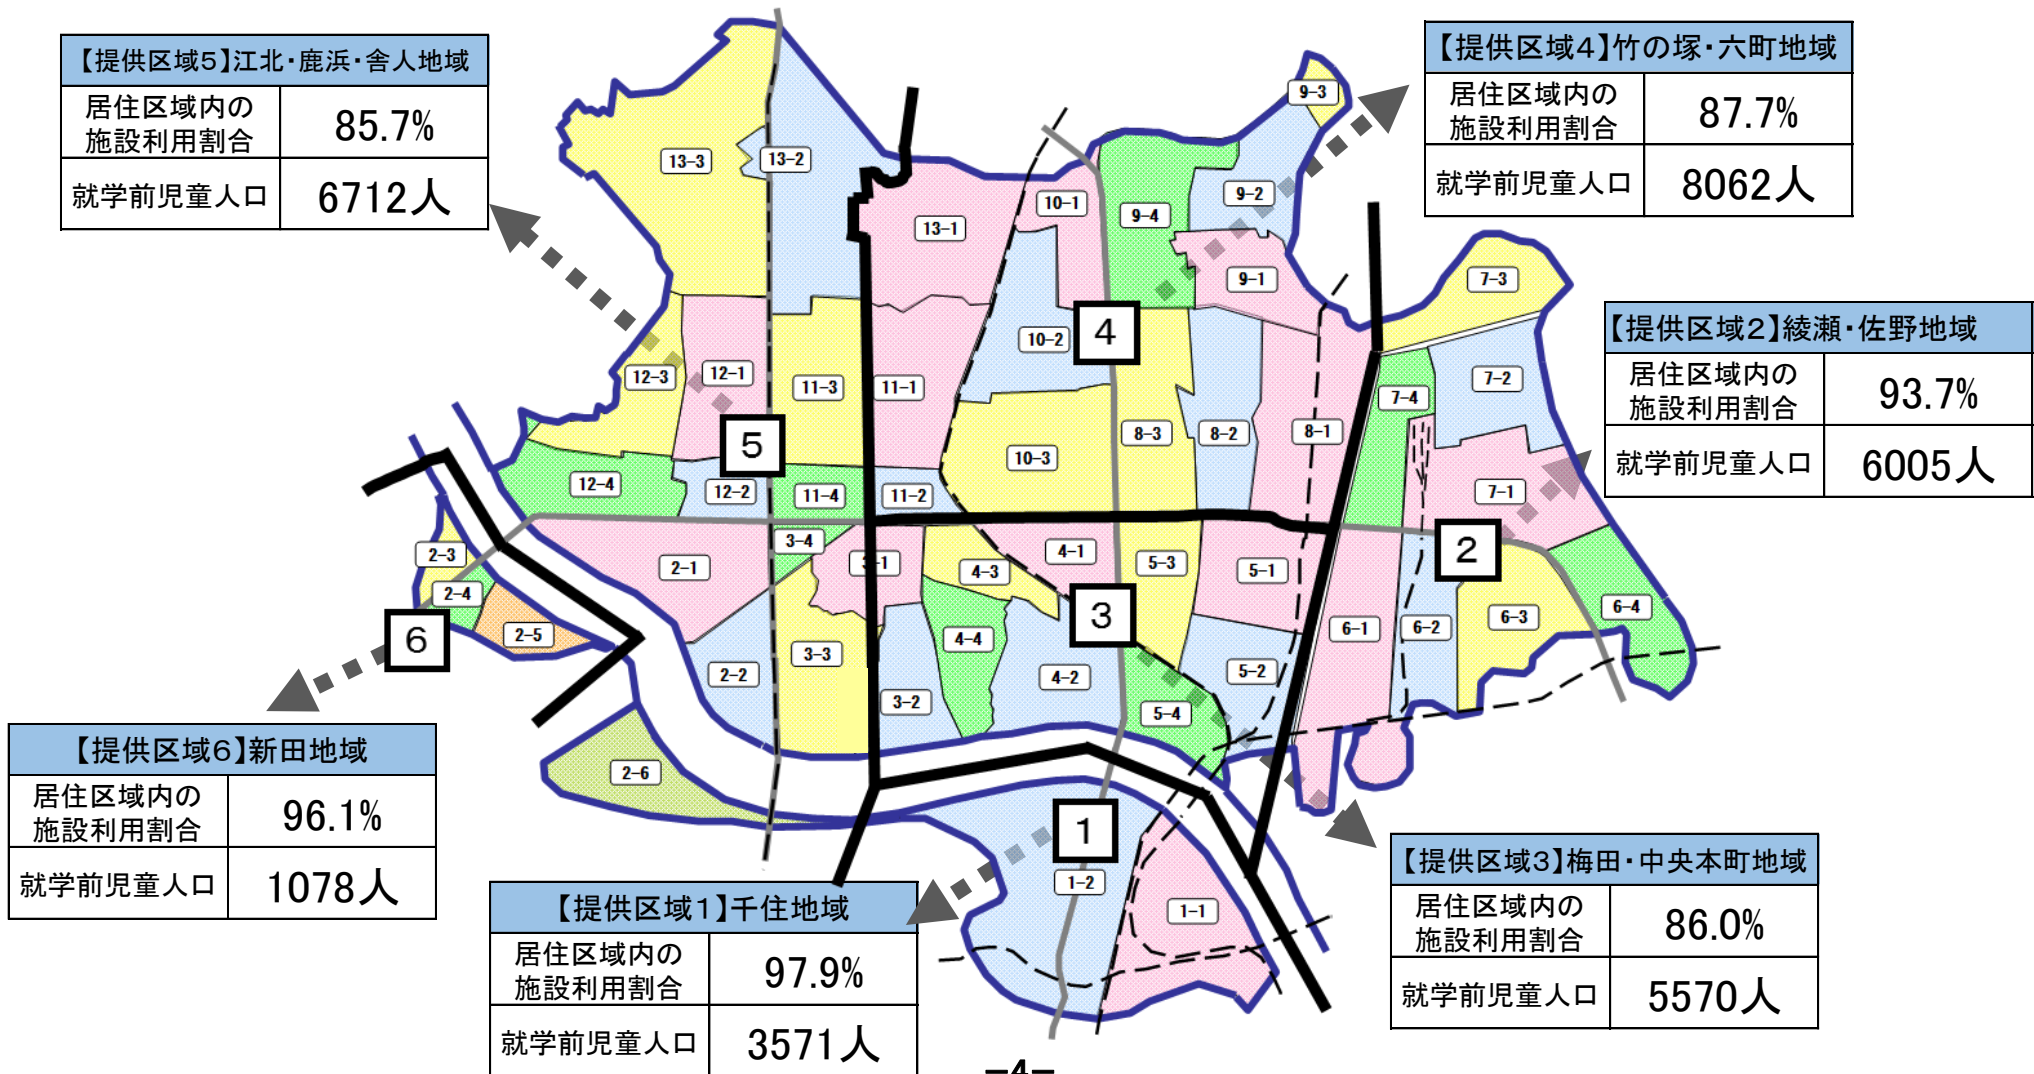 【提供区域5】江北・鹿浜・舎人地域
居住区域内の
施設利用割合
85.7%
就学前児童人口
6712人
【提供区域4】竹の塚・六町地域
居住区域内の
施設利用割合
87.7%
就学前児童人口
8062人
【提供区域2】綾瀬・佐野地域
居住区域内の
施設利用割合
93.7%
就学前児童人口
6005人
【提供区域6】新田地域
居住区域内の
施設利用割合
96.1%
就学前児童人口
1078人
【提供区域1】千住地域
居住区域内の
施設利用割合
97.9%
就学前児童人口
3571人
【提供区域3】梅田・中央本町地域
居住区域内の
施設利用割合
86.0%
就学前児童人口
5570人
9-3
13-3
13-2
9-2
10-1
9-4
13-1
9-1
7-3
4
10-2
12-3
12-1
11-3
11-1
7-2
7-4
5
8-3
8-2
8-1
10-3
12-4
12-2
11-4
11-2
7-1
2-3
3-4
2-1
3-1
4-3
4-1
5-3
5-1
2
2-4
6
2-5
3
6-4
6-3
6-2
6-1
4-4
3-3
2-2
3-2
4-2
5-2
5-4
2-6
1
1-2
1-1
-4-